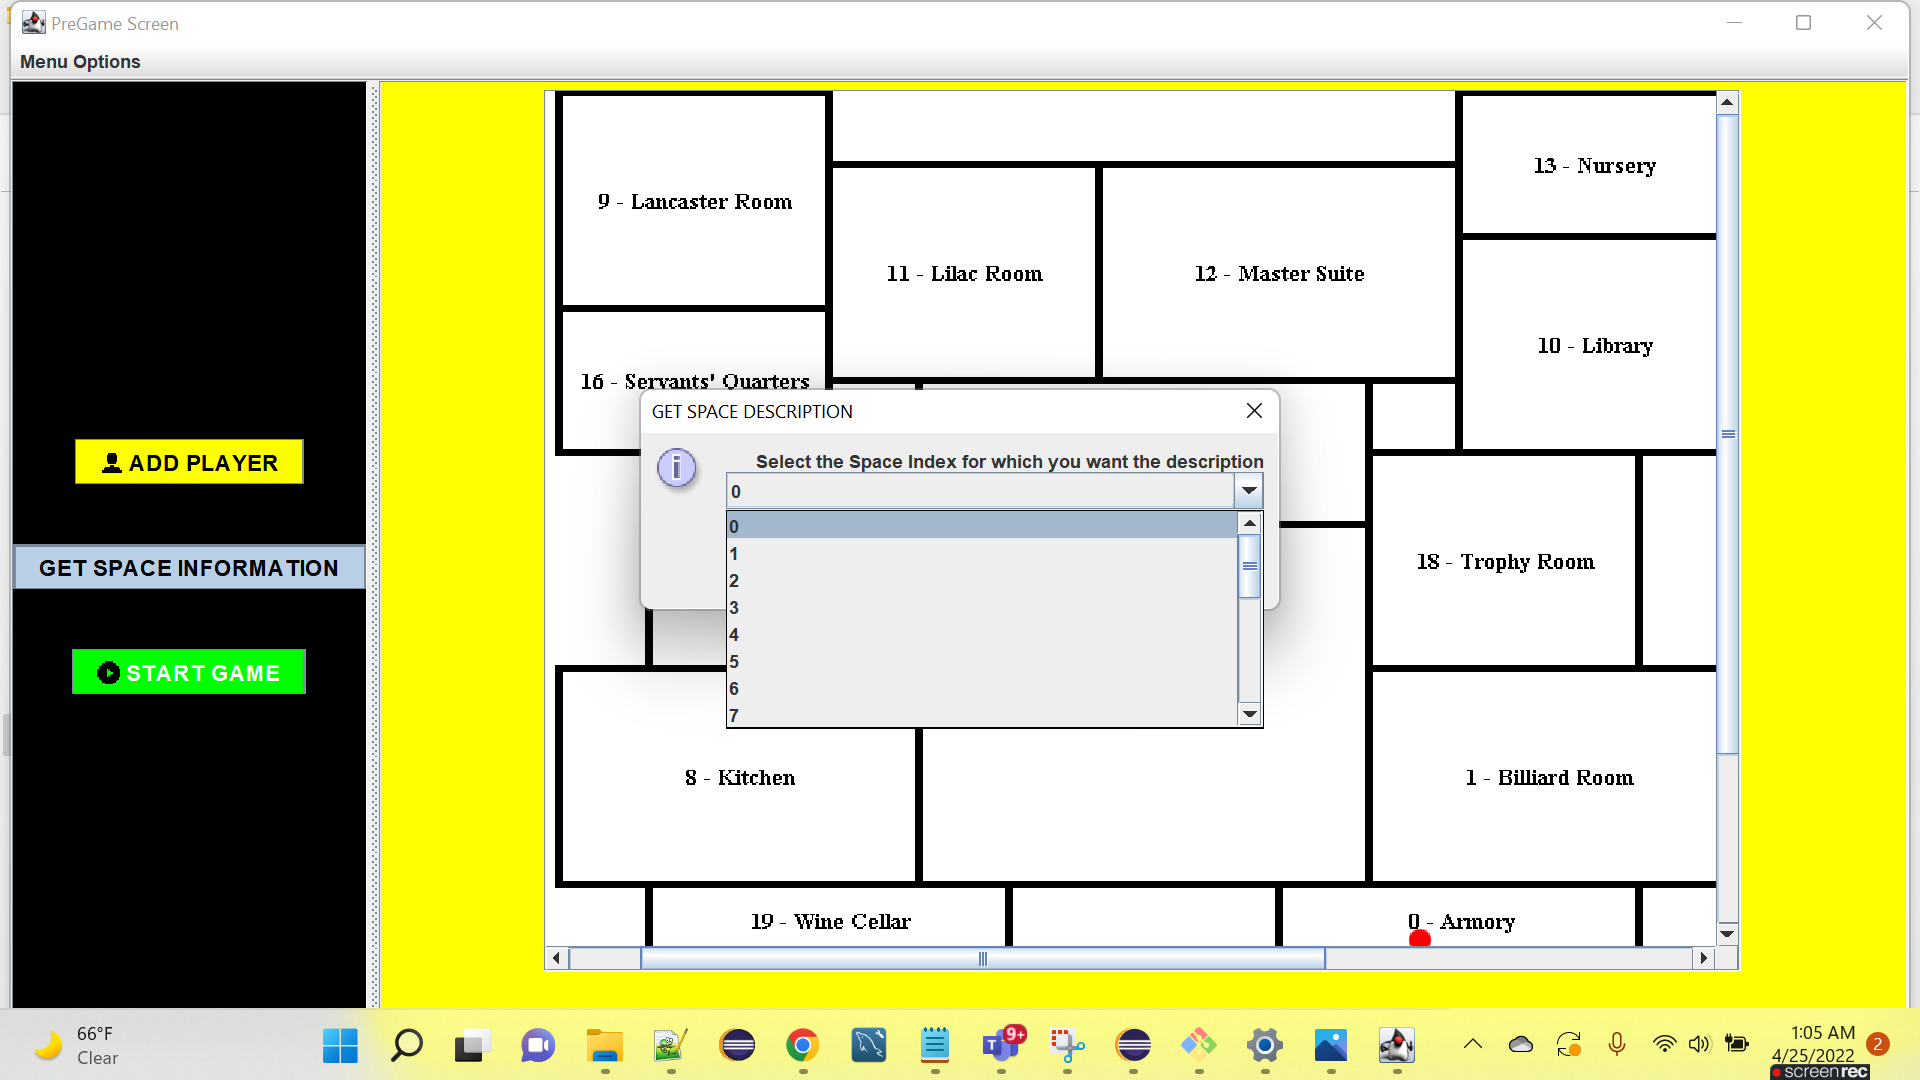 PreGame Screen
Menu Options
13 - Nursery
9 - Lancaster Room
11 - Lilac Room
12 - Master Suite
10 - Library
16 - Servants' Quarters
GET SPACE DESCRIPTION
ADD PLAYER
Select the Space Index for which you want the description
0
0
1
2
3
4
5
6
7
18 - Trophy Room
GET SPACE INFORMATION
START GAME
8 - Kitchen
1 - Billiard Room
19 - Wine Cellar
0 - Armory
66°F
Clear
9+
1:05 AM
4/25/2022
2
screenrec